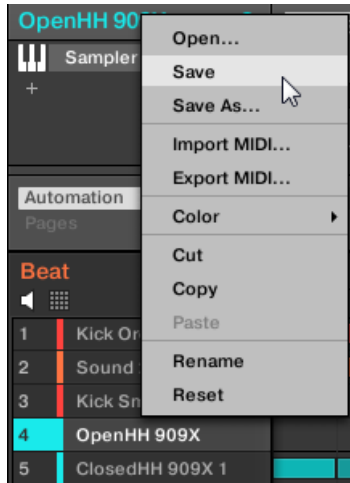 OpenHH 90
Sampler
+
Automation
Pages
Beat
1 Kick Or
2 Sound
3 Kick Sn
4 OpenHH 909X
5 ClosedHH 909X 1
Open...
Save
Save As...
Import MIDI...
Export MIDI...
Color
Cut
Copy
Paste
Rename
Reset